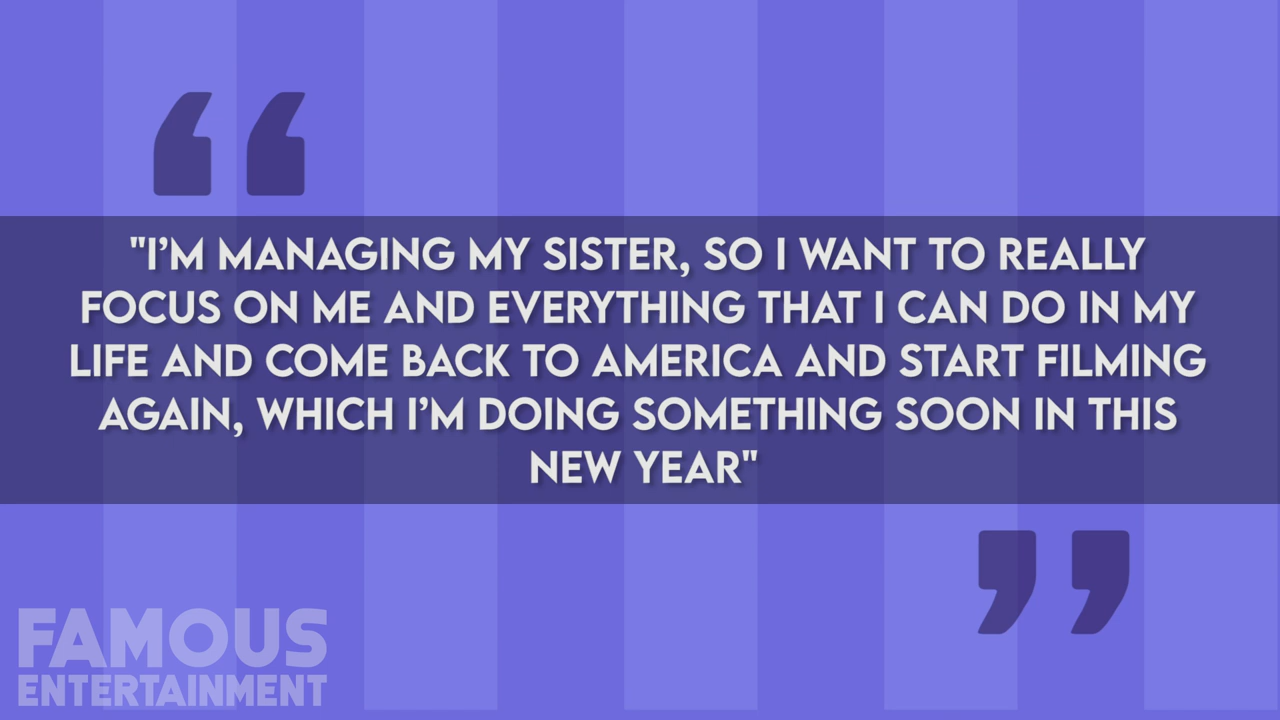 "I’M MANAGING MY SISTER, SO I WANT TO REALLY
FOCUS ON ME AND EVERYTHING THAT I CAN DO IN MY
LIFE AND COME BACK TO AMERICA AND START FILMING
AGAIN, WHICH I’M DOING SOMETHING SOON IN THIS
NEW YEAR"
FAMOUS
ENTERTAINMENT